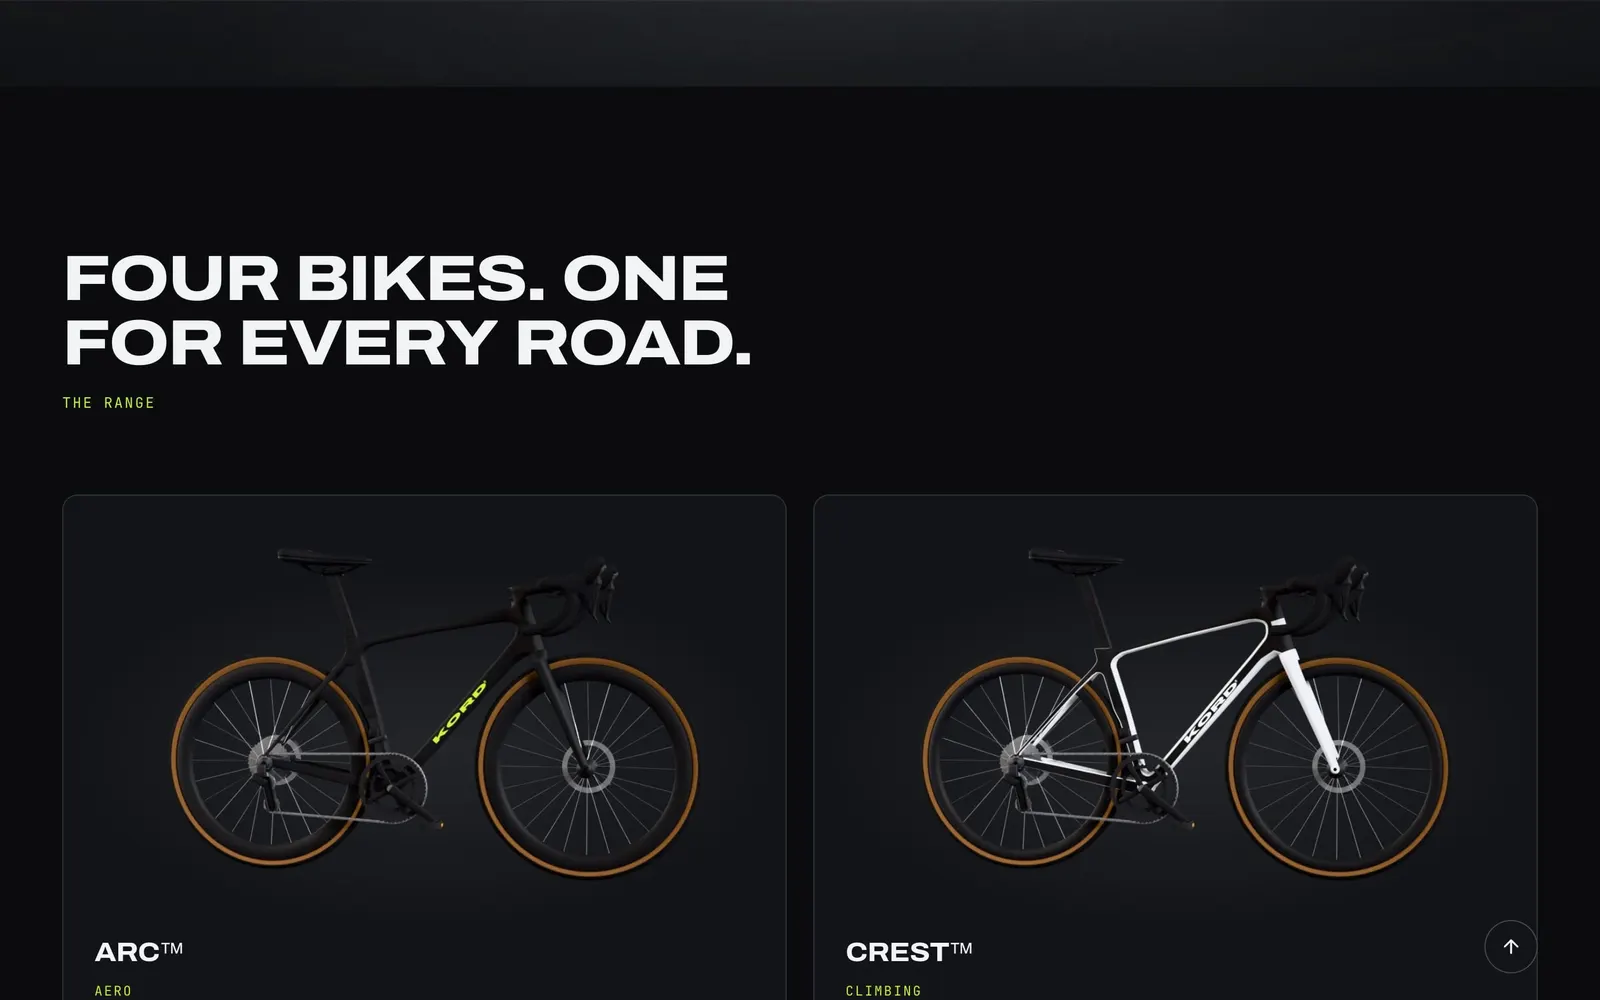 FOUR BIKES. ONE
FOR EVERY ROAD.
THE RANGE
KORD
KORD
ARC™
CREST™
AERO
CLIMBING